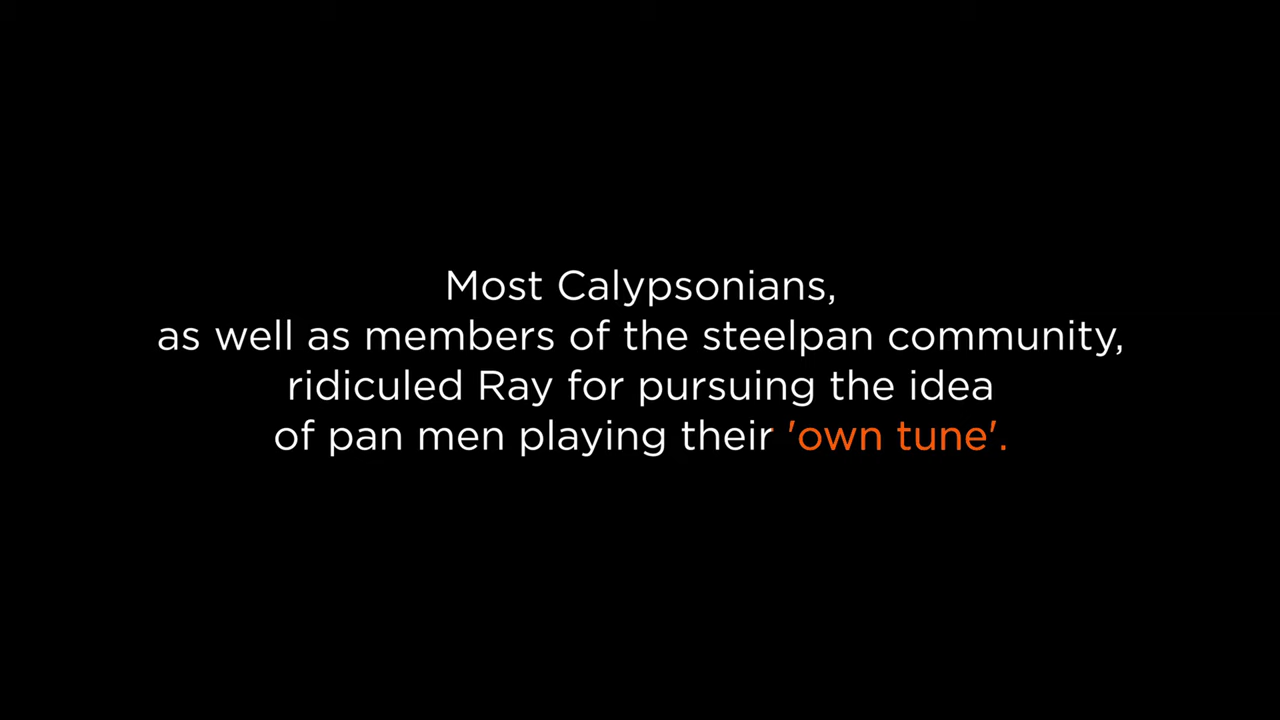 Most Calypsonians,
as well as members of the steelpan community,
ridiculed Ray for pursuing the idea
of pan men playing their 'own tune'.